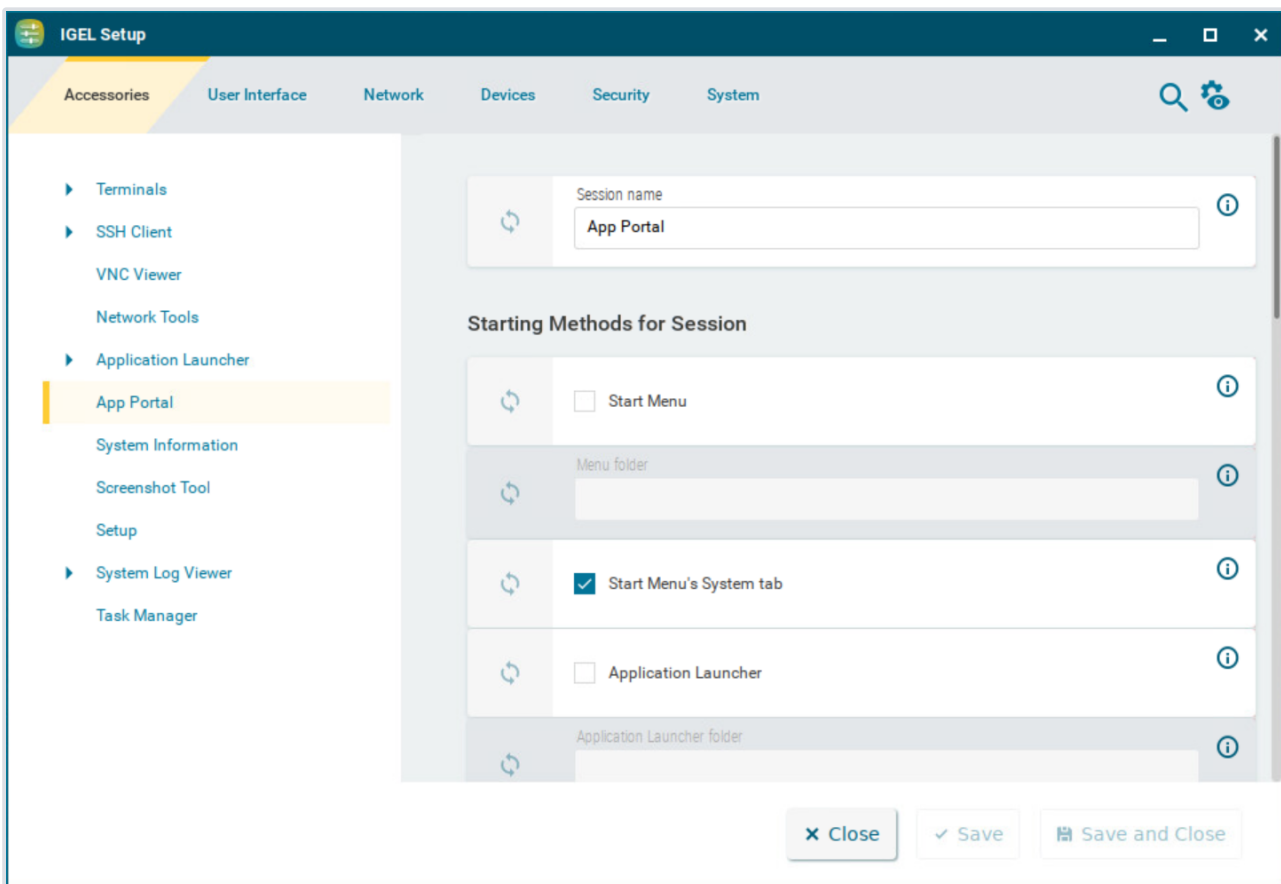 IGEL Setup
Accessories
User Interface
Network
Devices
Security
System
Terminals
SSH Client
VNC Viewer
Network Tools
Application Launcher
App Portal
System Information
Screenshot Tool
Setup
System Log Viewer
Task Manager
Session name
App Portal
Starting Methods for Session
Start Menu
Menu folder
Start Menu's System tab
Application Launcher
Application Launcher folder
Close
Save
Save and Close